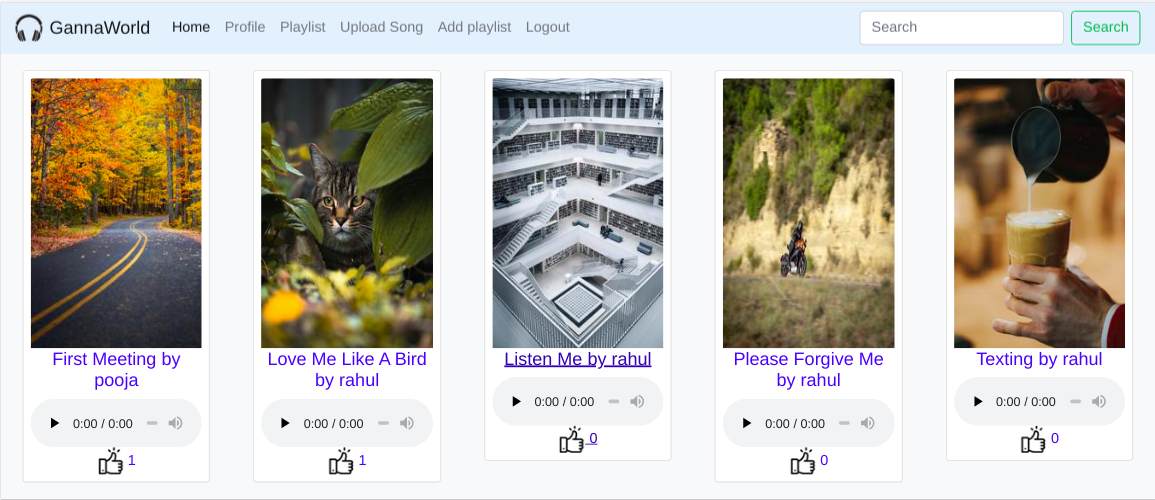 GannaWorld Home Profile Playlist Upload Song Add playlist Logout Search Search
First Meeting by
pooja
0:00 / 0:00
1
Love Me Like A Bird
by rahul
0:00 / 0:00
1
Listen Me by rahul
0:00 / 0:00
0
Please Forgive Me
by rahul
0:00 / 0:00
0
Texting by rahul
0:00 / 0:00
0